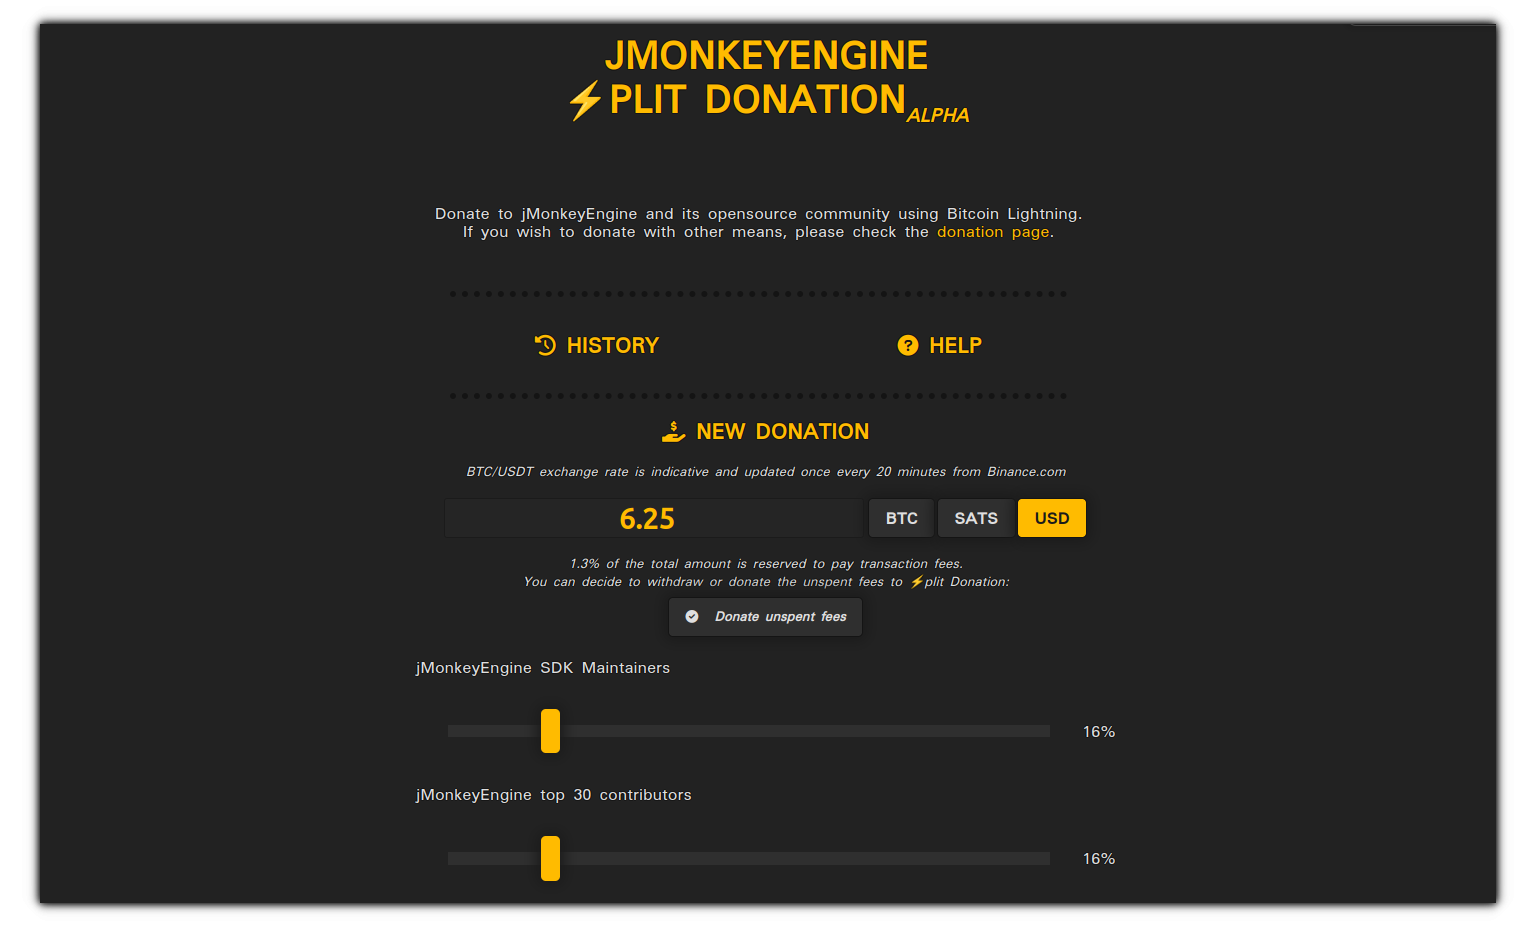 JMONKEYENGINE
⚡PLIT DONATION ALPHA
Donate to jMonkeyEngine and its opensource community using Bitcoin Lightning.
If you wish to donate with other means, please check the donation page.
HISTORY
HELP
NEW DONATION
BTC/USDT exchange rate is indicative and updated once every 20 minutes from Binance.com
6.25 BTC SATS USD
1.3% of the total amount is reserved to pay transaction fees.
You can decide to withdraw or donate the unspent fees to ⚡plit Donation:
Donate unspent fees
jMonkeyEngine SDK Maintainers
16%
jMonkeyEngine top 30 contributors
16%